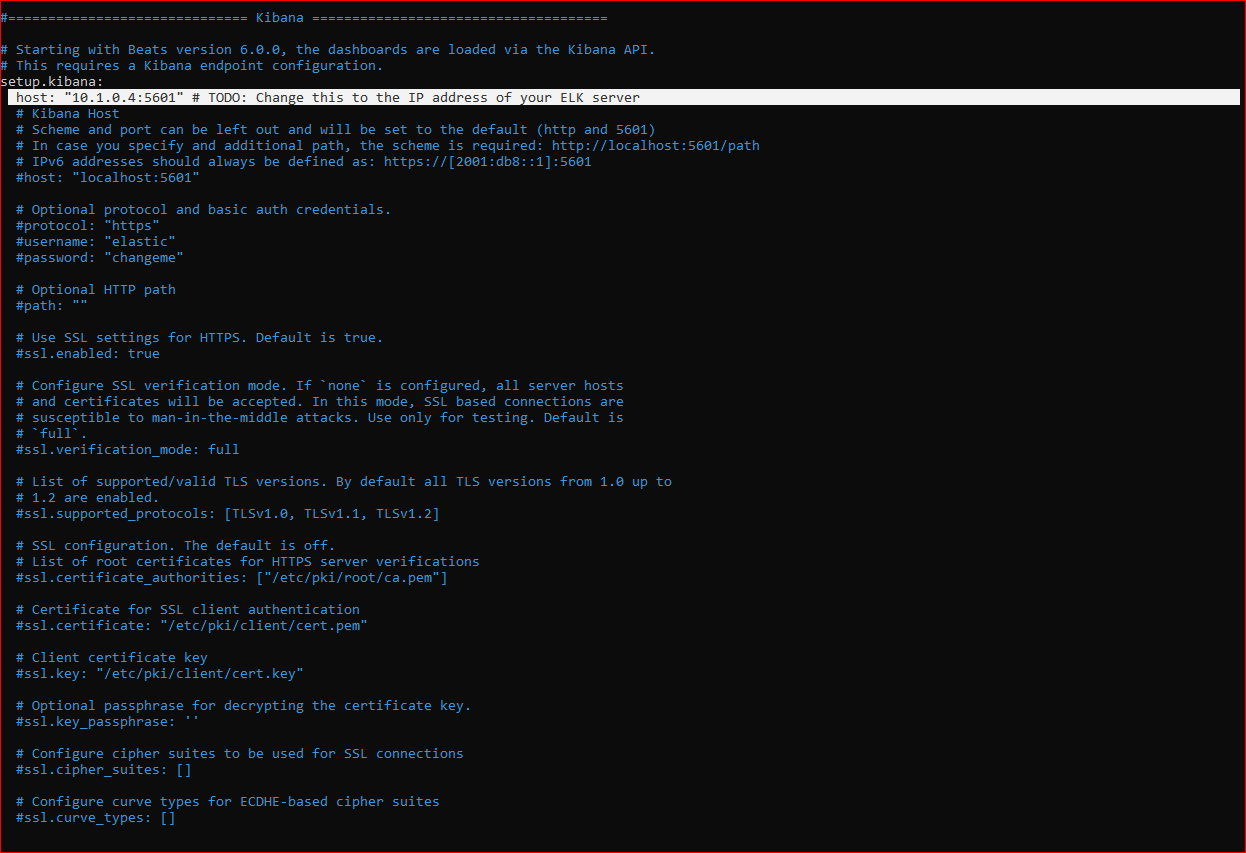 #============================== Kibana =====================================
# Starting with Beats version 6.0.0, the dashboards are loaded via the Kibana API.
# This requires a Kibana endpoint configuration.
setup.kibana:
host: "10.1.0.4:5601" # TODO: Change this to the IP address of your ELK server
# Kibana Host
# Scheme and port can be left out and will be set to the default (http and 5601)
# In case you specify and additional path, the scheme is required: http://localhost:5601/path
# IPv6 addresses should always be defined as: https://[2001:db8::1]:5601
#host: "localhost:5601"
# Optional protocol and basic auth credentials.
#protocol: "https"
#username: "elastic"
#password: "changeme"
# Optional HTTP path
#path: ""
# Use SSL settings for HTTPS. Default is true.
#ssl.enabled: true
# Configure SSL verification mode. If `none` is configured, all server hosts
# and certificates will be accepted. In this mode, SSL based connections are
# susceptible to man-in-the-middle attacks. Use only for testing. Default is
# `full`.
#ssl.verification_mode: full
# List of supported/valid TLS versions. By default all TLS versions from 1.0 up to
# 1.2 are enabled.
#ssl.supported_protocols: [TLSv1.0, TLSv1.1, TLSv1.2]
# SSL configuration. The default is off.
# List of root certificates for HTTPS server verifications
#ssl.certificate_authorities: ["/etc/pki/root/ca.pem"]
# Certificate for SSL client authentication
#ssl.certificate: "/etc/pki/client/cert.pem"
# Client certificate key
#ssl.key: "/etc/pki/client/cert.key"
# Optional passphrase for decrypting the certificate key.
#ssl.key_passphrase: ''
# Configure cipher suites to be used for SSL connections
#ssl.cipher_suites: []
# Configure curve types for ECDHE-based cipher suites
#ssl.curve_types: []